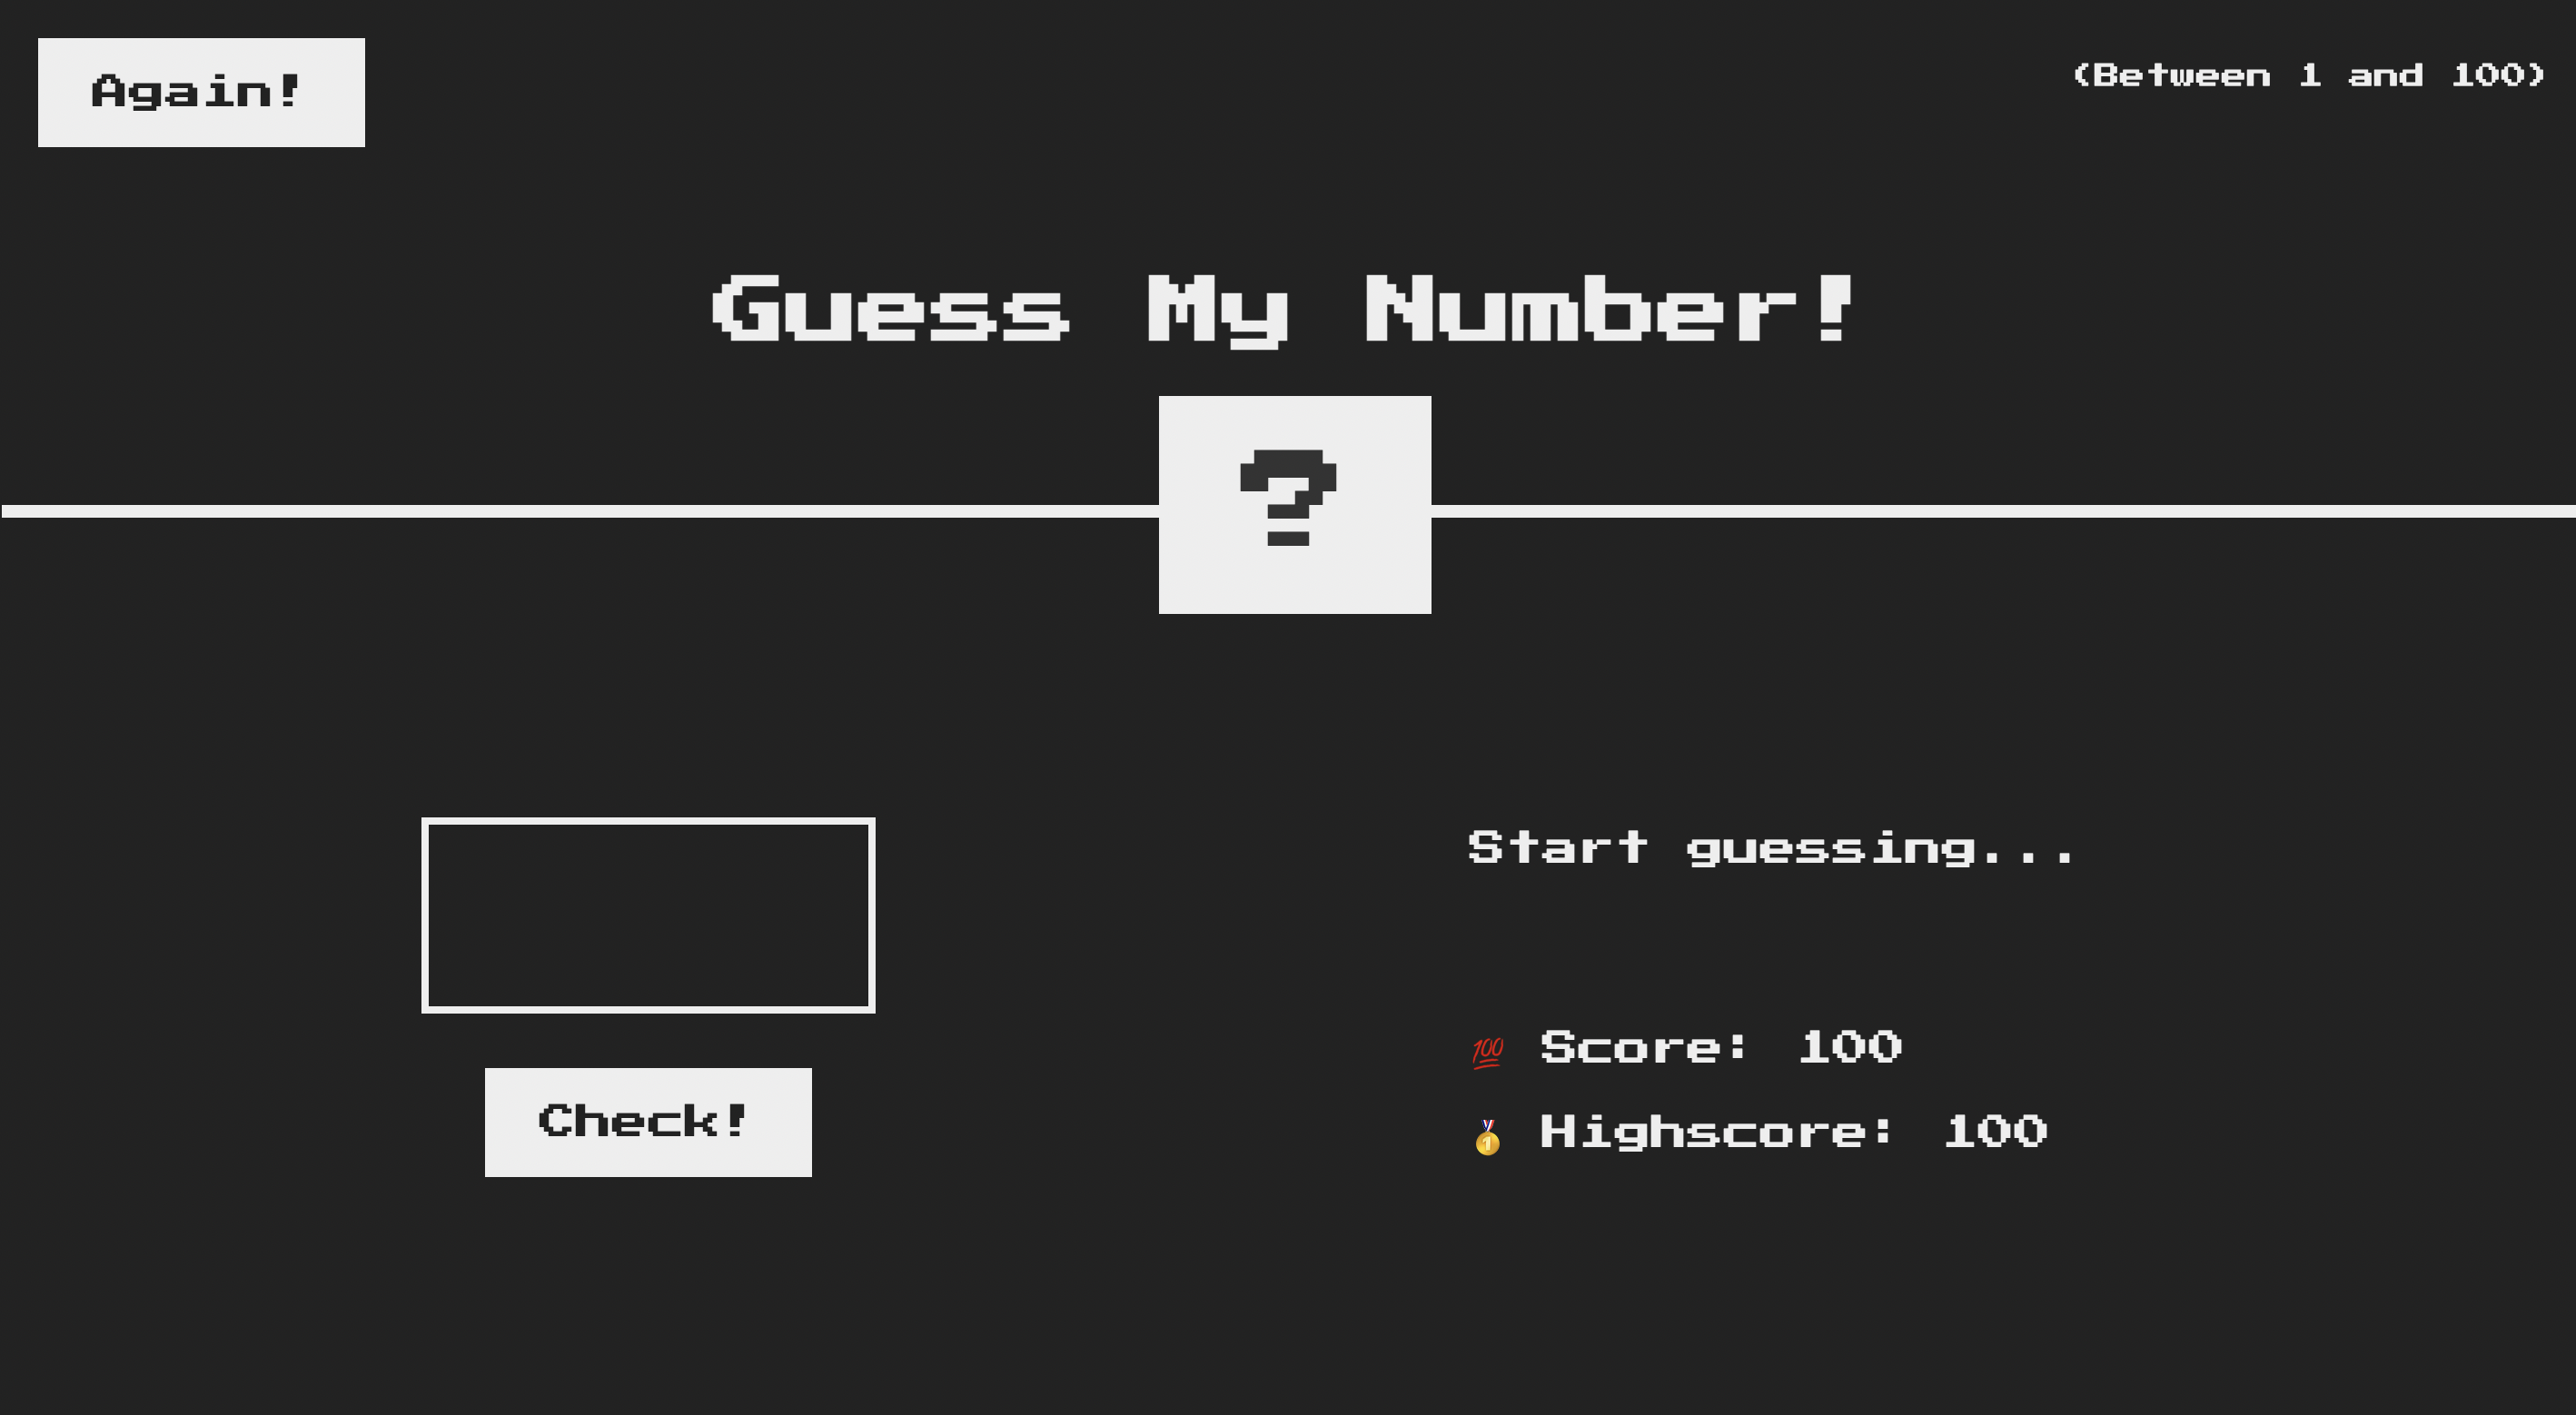 Again!
(Between 1 and 100)
Guess My Number!
?
Start guessing...
💯 Score: 100
🥇 Highscore: 100
Check!